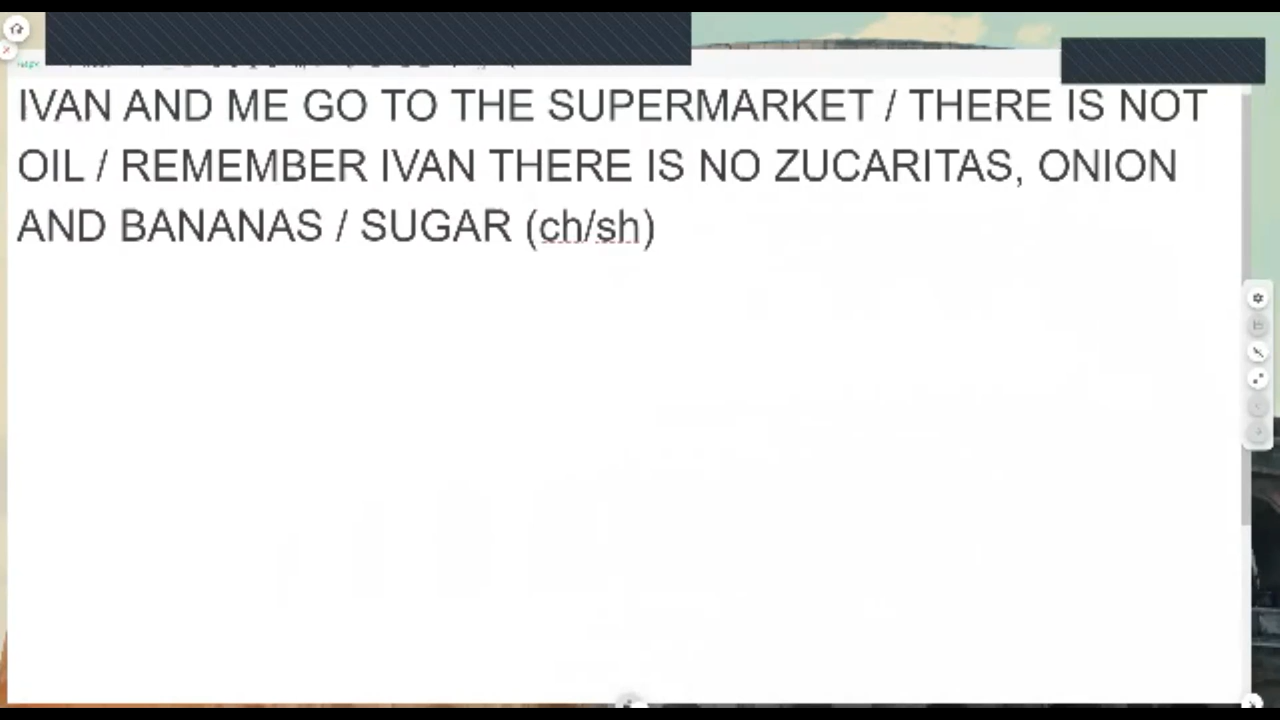 IVAN AND ME GO TO THE SUPERMARKET / THERE IS NOT
OIL / REMEMBER IVAN THERE IS NO ZUCARITAS, ONION
AND BANANAS / SUGAR (ch/sh)